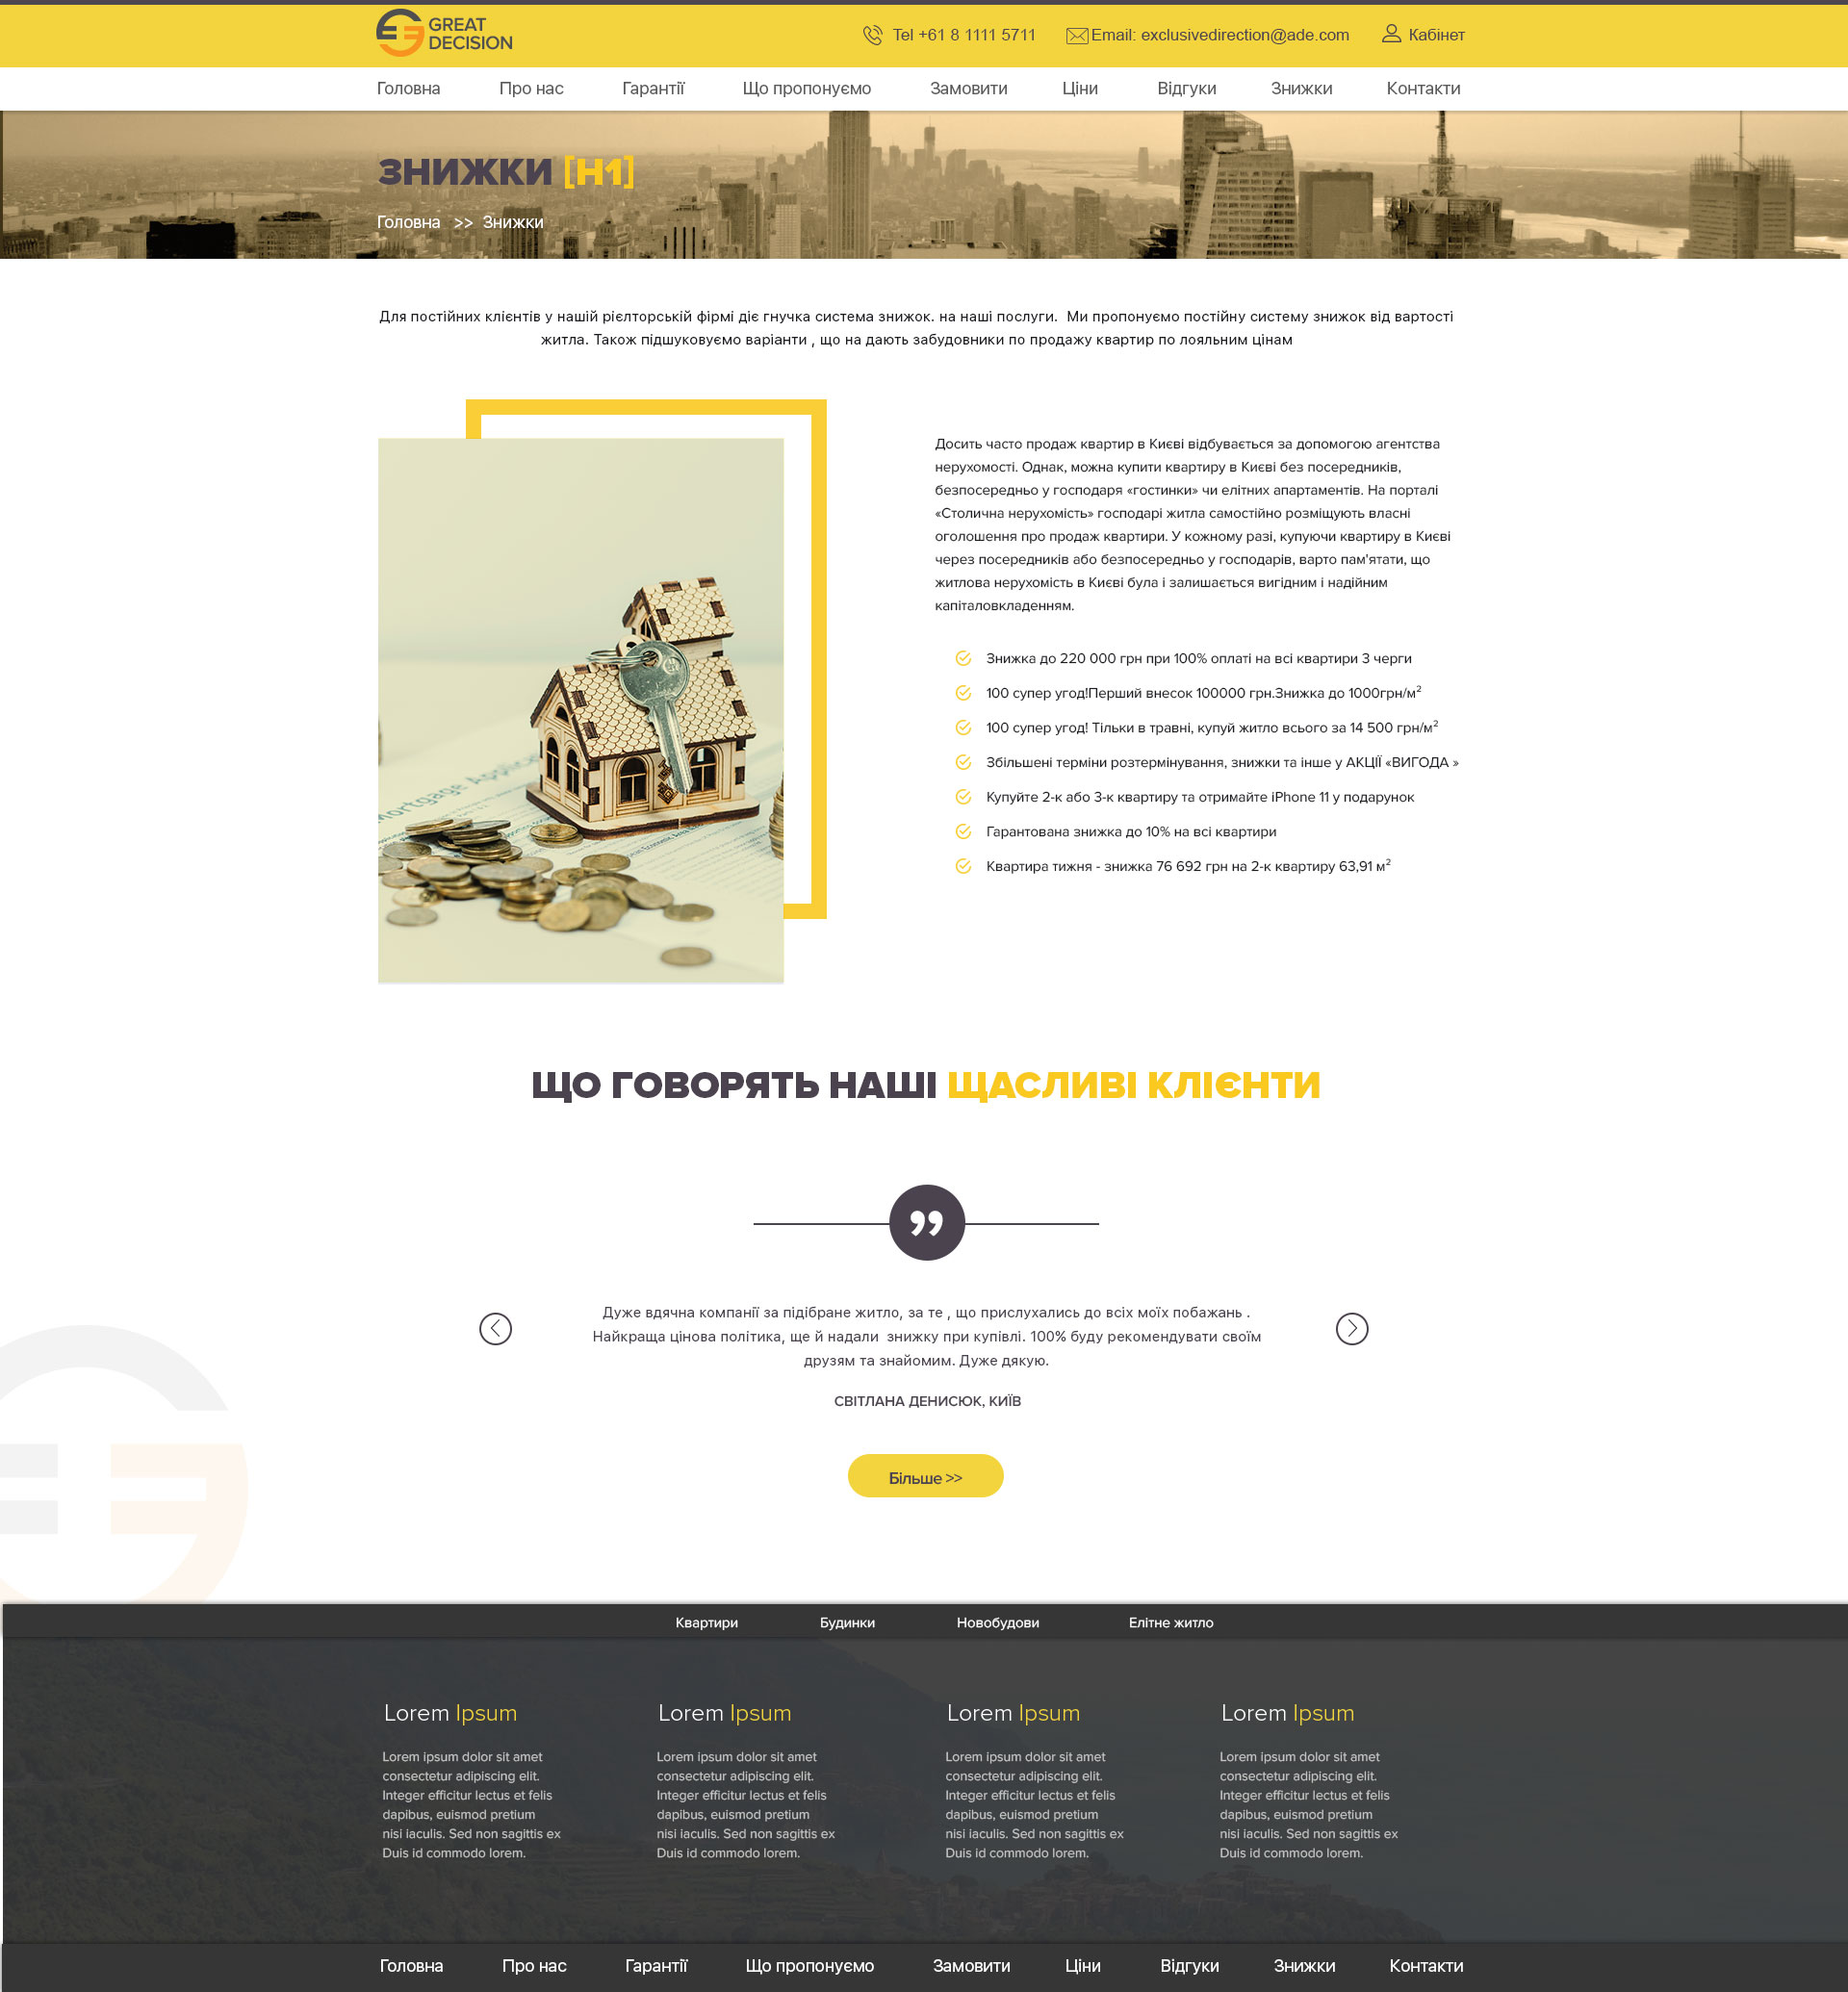 GREAT
DECISION
Tel +61 8 1111 5711
Email: exclusivedirection@ade.com
Кабінет
Головна Про нас Гарантії Що пропонуємо Замовити Ціни Відгуки Знижки Контакти
ЗНИЖКИ [H1]
Головна >> Знижки
Для постійних клієнтів у нашій рієлторській фірмі діє гнучка система знижок. на наші послуги. Ми пропонуємо постійну систему знижок від вартості
житла. Також підшуковуємо варіанти , що на дають забудовники по продажу квартир по лояльним цінам
Mortgage
Досить часто продаж квартир в Києві відбувається за допомогою агентства
нерухомості. Однак, можна купити квартиру в Києві без посередників,
безпосередньо у господаря «гостинки» чи елітних апартаментів. На порталі
«Столична нерухомість» господарі житла самостійно розміщують власні
оголошення про продаж квартири. У кожному разі, купуючи квартиру в Києві
через посередників або безпосередньо у господарів, варто пам'ятати, що
житлова нерухомість в Києві була і залишається вигідним і надійним
капіталовкладенням.
Знижка до 220 000 грн при 100% оплаті на всі квартири 3 черги
100 супер угод!Перший внесок 100000 грн.Знижка до 1000грн/м²
100 супер угод! Тільки в травні, купуй житло всього за 14 500 грн/м²
Збільшені терміни розтермінування, знижки та інше у АКЦІЇ «ВИГОДА »
Купуйте 2-к або 3-к квартиру та отримайте iPhone 11 у подарунок
Гарантована знижка до 10% на всі квартири
Квартира тижня - знижка 76 692 грн на 2-к квартиру 63,91 м²
ЩО ГОВОРЯТЬ НАШІ ЩАСЛИВІ КЛІЄНТИ
Дуже вдячна компанії за підібране житло, за те , що прислухались до всіх моїх побажань .
Найкраща цінова політика, ще й надали знижку при купівлі. 100% буду рекомендувати своїм
друзям та знайомим. Дуже дякую.
СВІТЛАНА ДЕНИСЮК, КИЇВ
Більше >>
Квартири Будинки Новобудови Елітне житло
Lorem Ipsum
Lorem ipsum dolor sit amet
consectetur adipiscing elit.
Integer efficitur lectus et felis
dapibus, euismod pretium
nisi iaculis. Sed non sagittis ex
Duis id commodo lorem.
Lorem Ipsum
Lorem ipsum dolor sit amet
consectetur adipiscing elit.
Integer efficitur lectus et felis
dapibus, euismod pretium
nisi iaculis. Sed non sagittis ex
Duis id commodo lorem.
Lorem Ipsum
Lorem ipsum dolor sit amet
consectetur adipiscing elit.
Integer efficitur lectus et felis
dapibus, euismod pretium
nisi iaculis. Sed non sagittis ex
Duis id commodo lorem.
Lorem Ipsum
Lorem ipsum dolor sit amet
consectetur adipiscing elit.
Integer efficitur lectus et felis
dapibus, euismod pretium
nisi iaculis. Sed non sagittis ex
Duis id commodo lorem.
Головна Про нас Гарантії Що пропонуємо Замовити Ціни Відгуки Знижки Контакти